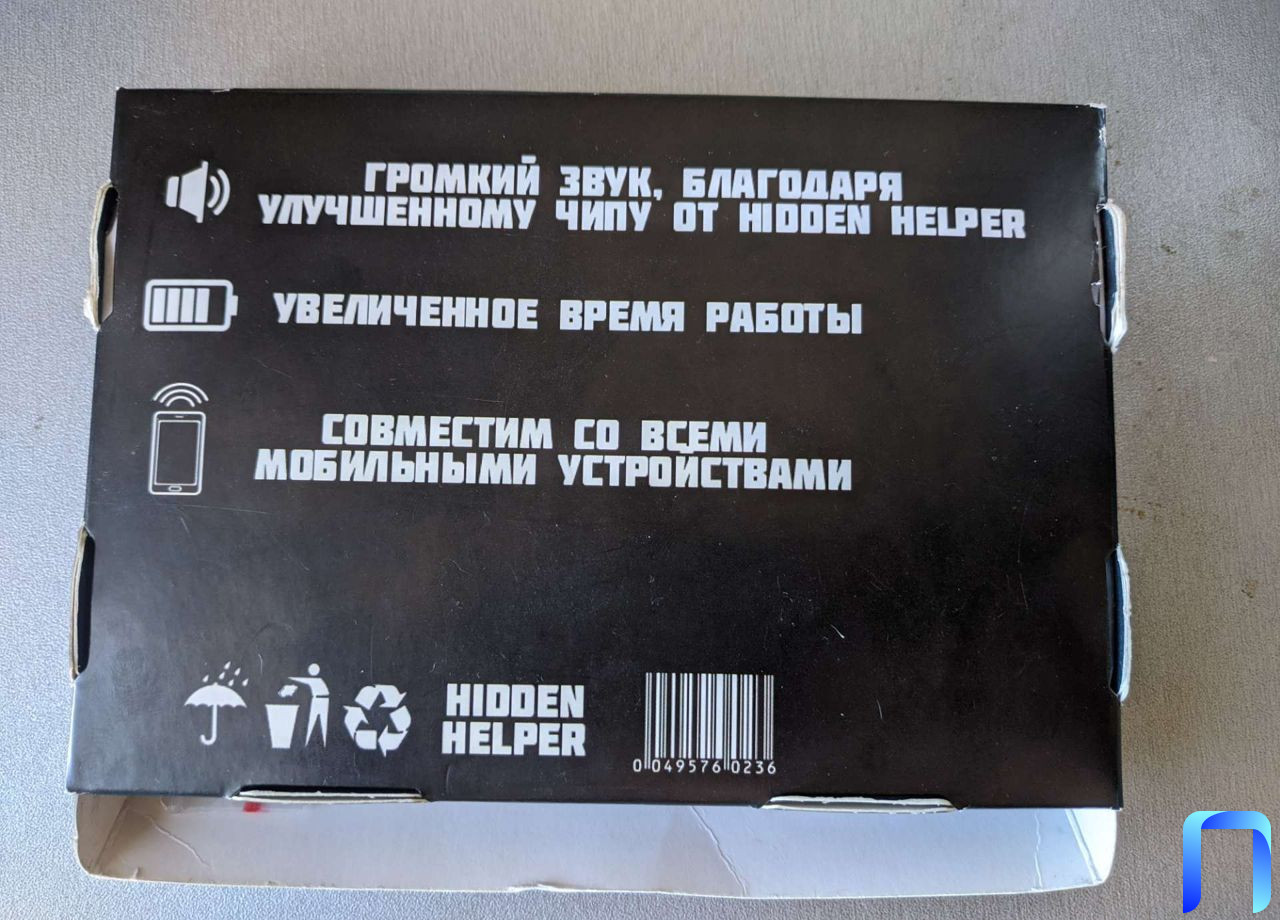 ГРОМКИЙ ЗВУК, БЛАГОДАРЯ
УЛУЧШЕННОМУ ЧИПУ ОТ HIDDEN HELPER
УВЕЛИЧЕННОЕ ВРЕМЯ РАБОТЫ
СОВМЕСТИМ СО ВСЕМИ
МОБИЛЬНЫМИ УСТРОЙСТВАМИ
HIDDEN
HELPER
0 049576 0236